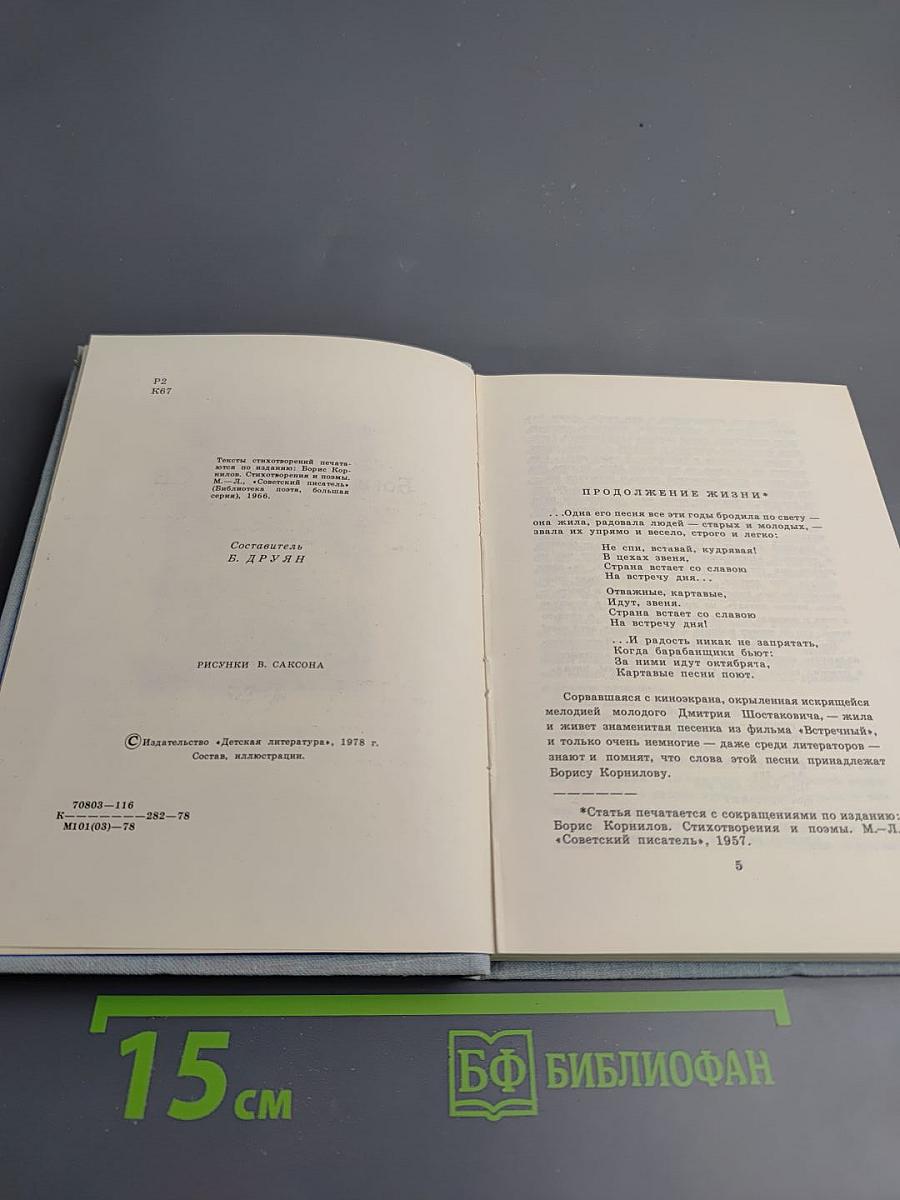 Р2
К67
Тексты стихотворений печата-
ются по изданию: Борис Кор-
нилов. Стихотворения и поэмы.
М.—Л., «Советский писатель»
(Библиотека поэта, большая
серия), 1966.
Составитель
Б. ДРУЯН
РИСУНКИ В. САКСОНА
©Издательство «Детская литература», 1978 г.
Состав, иллюстрации.
70803—116
К———————282—78
М101(03)—78
ПРОДОЛЖЕНИЕ ЖИЗНИ*
...Одна его песня все эти годы бродила по свету —
она жила, радовала людей — старых и молодых, —
звала их упрямо и весело, строго и легко:
Не спи, вставай, кудрявая!
В цехах звеня,
Страна встает со славою
На встречу дня...
Отважные, картавые,
Идут, звеня.
Страна встает со славою
На встречу дня!
...И радость никак не запрятать,
Когда барабанщики бьют:
За ними идут октябрята,
Картавые песни поют.
Сорвавшаяся с киноэкрана, окрыленная искрящейся
мелодией молодого Дмитрия Шостаковича, — жила
и живет знаменитая песенка из фильма «Встречный»,
и только очень немногие — даже среди литераторов —
знают и помнят, что слова этой песни принадлежат
Борису Корнилову.
——————
*Статья печатается с сокращениями по изданию:
Борис Корнилов. Стихотворения и поэмы. М.—Л.
«Советский писатель», 1957.
5
15 см
БФ БИБЛИОФАН